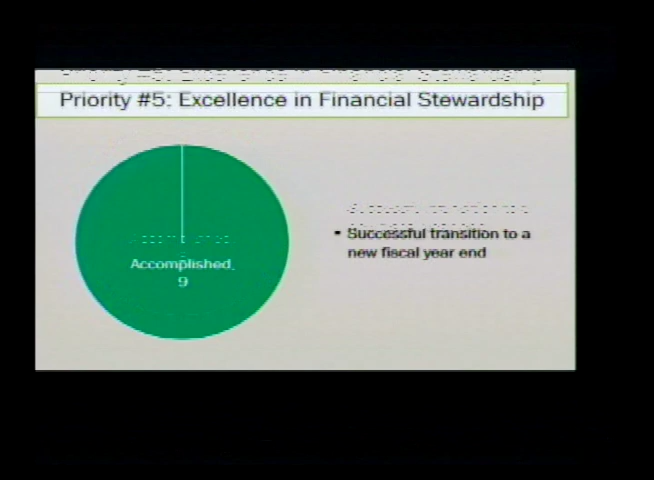 Priority #5: Excellence in Financial Stewardship
Accomplished,
9
• Successful transition to a
new fiscal year end